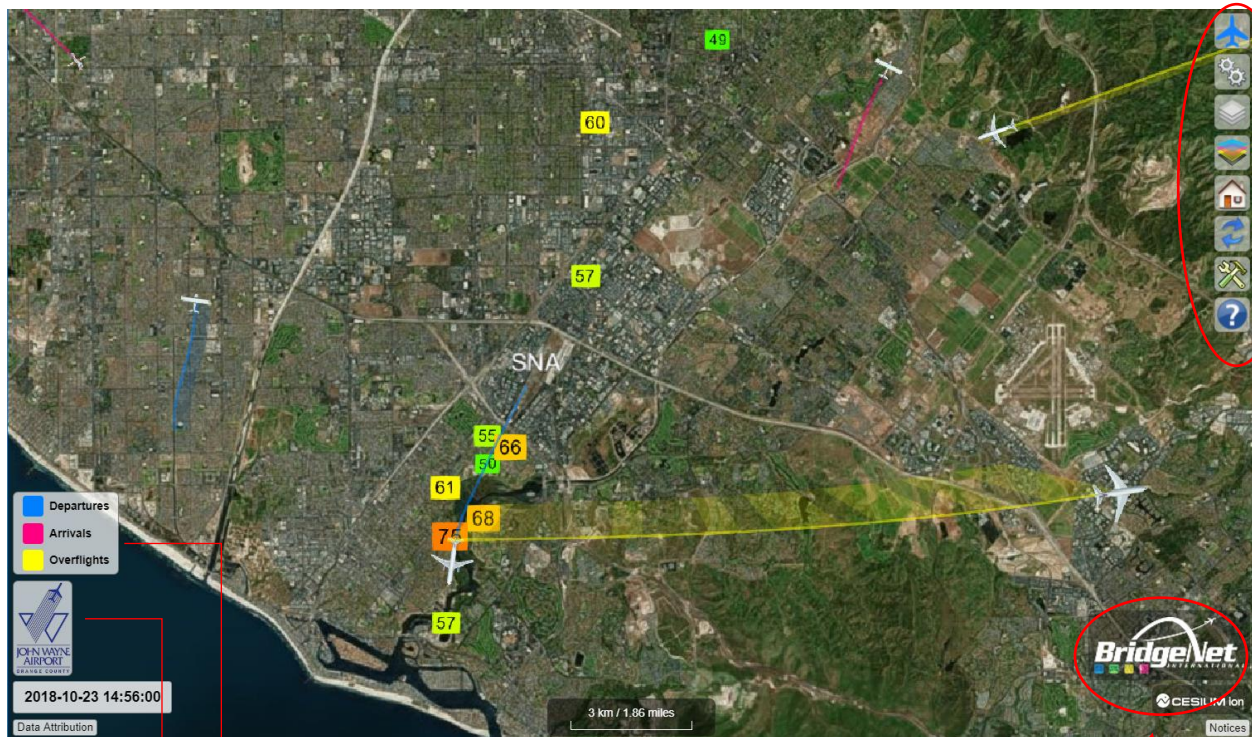 49
60
57
SNA
55
66
50
61
68
75
57
Departures
Arrivals
Overflights
JOHN WAYNE
AIRPORT
ORANGE COUNTY
2018-10-23 14:56:00
Data Attribution
3 km / 1.86 miles
BridgeNet
INTERNATIONAL
CESIUM ion
Notices
?